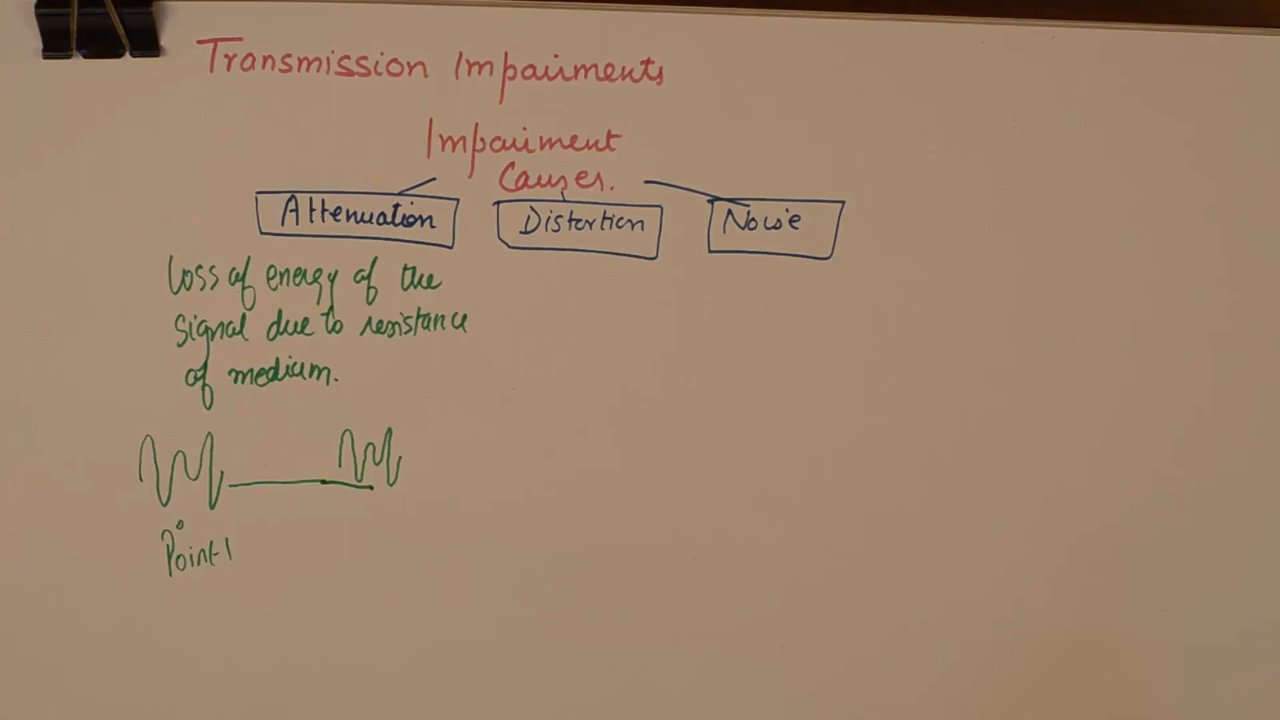 Transmission Impairments
Impairment
Causes.
Attenuation Distortion Noise
Loss of energy of the
signal due to resistance
of medium.
Point-1